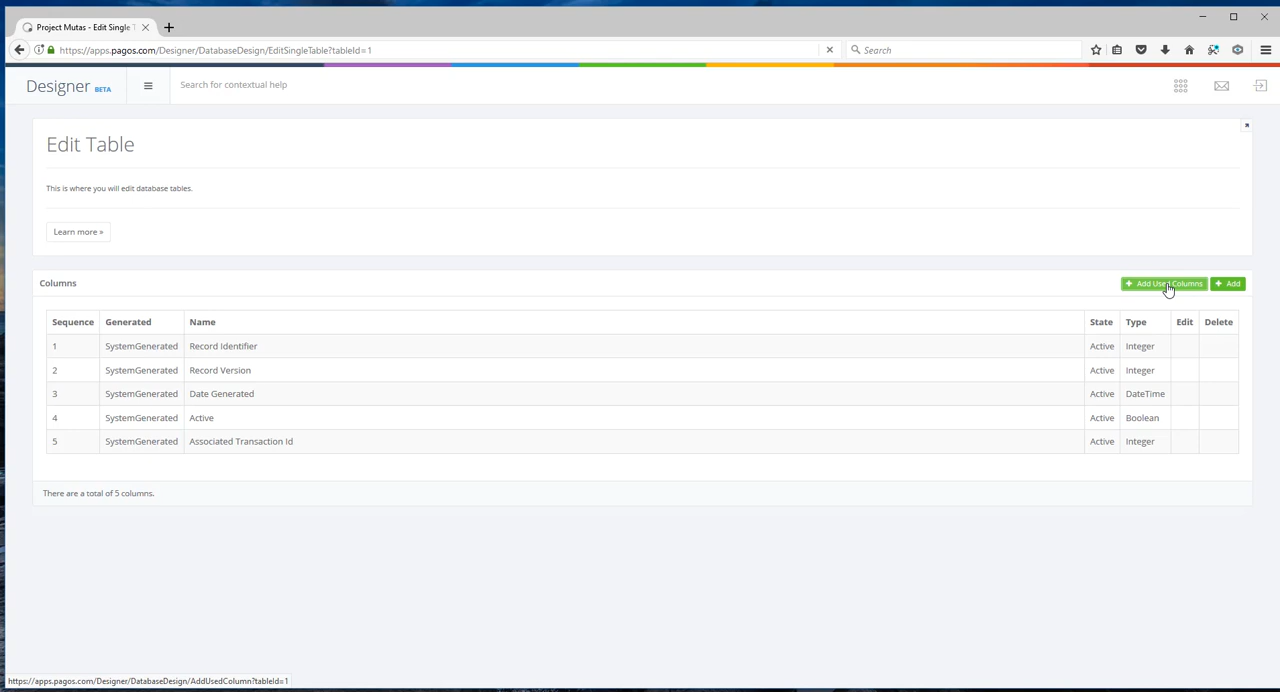 Project Mutas - Edit Single T
https://apps.pagos.com/Designer/DatabaseDesign/EditSingleTable?tableId=1
Search
Designer BETA
Search for contextual help
Edit Table
This is where you will edit database tables.
Learn more »
Columns
+ Add Used Columns
+ Add
Sequence Generated Name State Type Edit Delete
1 SystemGenerated Record Identifier Active Integer
2 SystemGenerated Record Version Active Integer
3 SystemGenerated Date Generated Active DateTime
4 SystemGenerated Active Active Boolean
5 SystemGenerated Associated Transaction Id Active Integer
There are a total of 5 columns.
https://apps.pagos.com/Designer/DatabaseDesign/AddUsedColumn?tableId=1